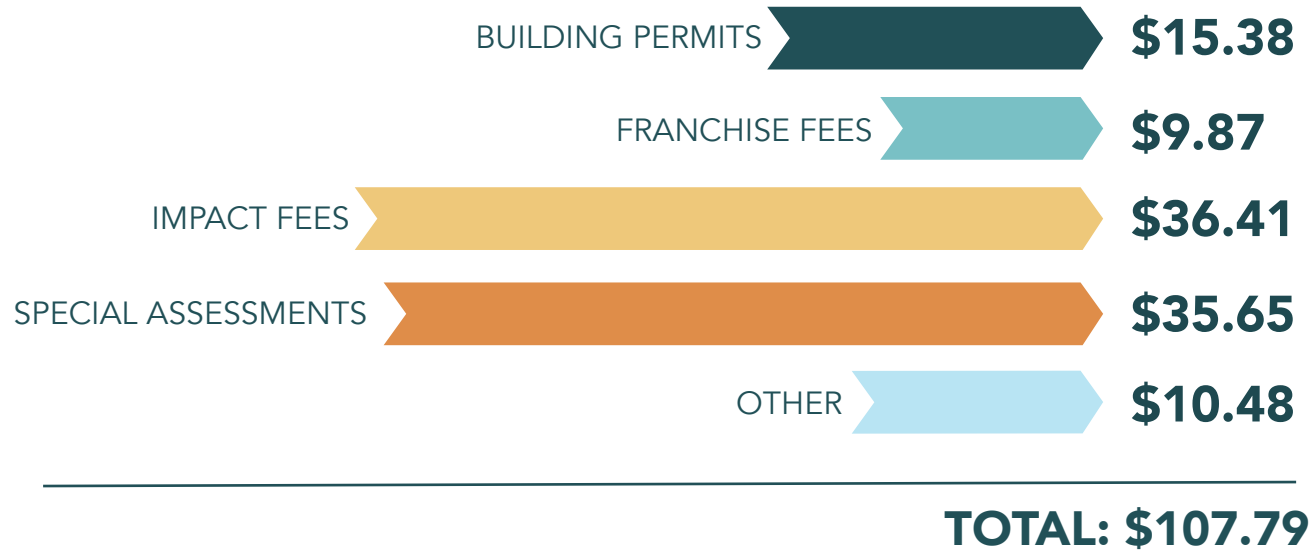 BUILDING PERMITS $15.38
FRANCHISE FEES $9.87
IMPACT FEES $36.41
SPECIAL ASSESSMENTS $35.65
OTHER $10.48
TOTAL: $107.79